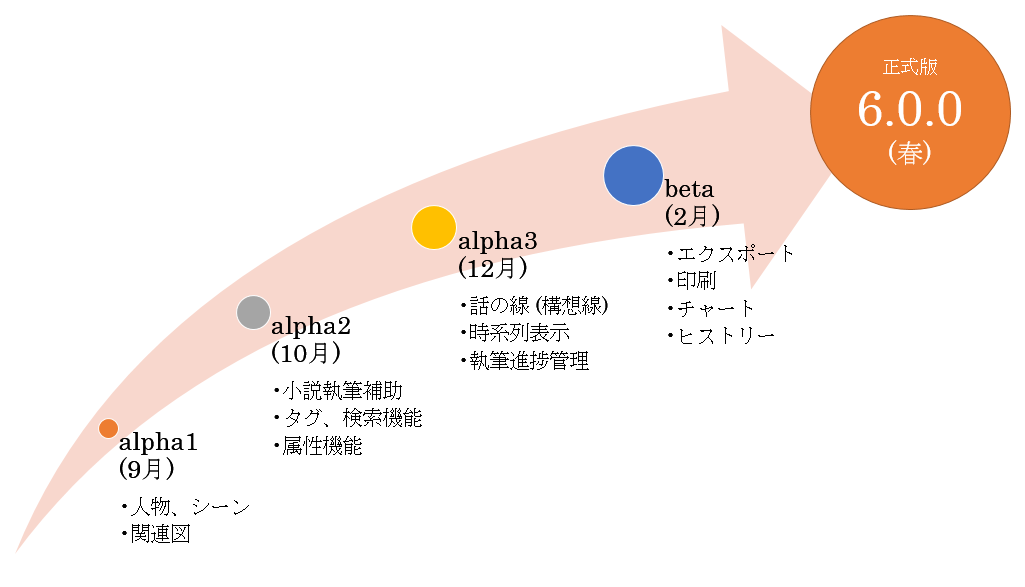 正式版
6.0.0
(春)
beta
(2月)
・エクスポート
・印刷
・チャート
・ヒストリー
alpha3
(12月)
・話の線 (構想線)
・時系列表示
・執筆進捗管理
alpha2
(10月)
・小説執筆補助
・タグ、検索機能
・属性機能
alpha1
(9月)
・人物、シーン
・関連図